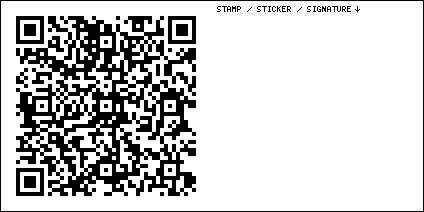 STAMP / STICKER / SIGNATURE ↓